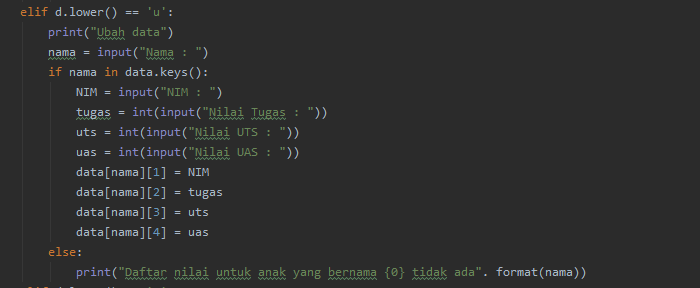 elif d.lower() == 'u':
print("Ubah data")
nama = input("Nama : ")
if nama in data.keys():
NIM = input("NIM : ")
tugas = int(input("Nilai Tugas : "))
uts = int(input("Nilai UTS : "))
uas = int(input("Nilai UAS : "))
data[nama][1] = NIM
data[nama][2] = tugas
data[nama][3] = uts
data[nama][4] = uas
else:
print("Daftar nilai untuk anak yang bernama {0} tidak ada". format(nama))